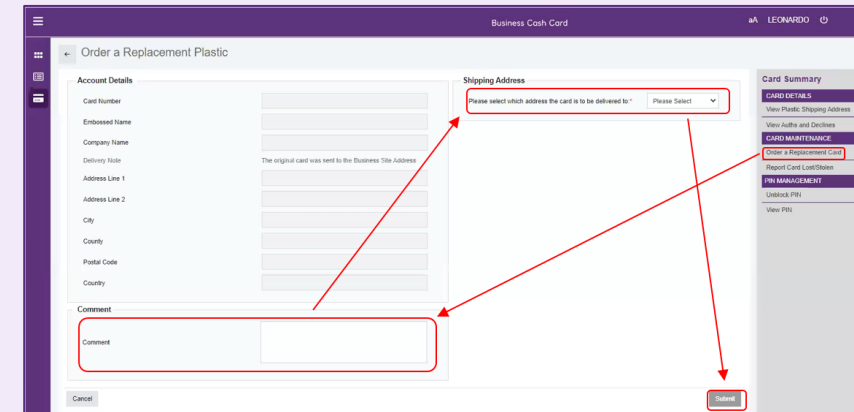 Business Cash Card
aA LEONARDO
Order a Replacement Plastic
Account Details
Card Number
Embossed Name
Company Name
Delivery Note The original card was sent to the Business Site Address
Address Line 1
Address Line 2
City
County
Postal Code
Country
Comment
Comment
Cancel
Shipping Address
Please select which address the card is to be delivered to:* Please Select
Submit
Card Summary
CARD DETAILS
View Plastic Shipping Address
View Auths and Declines
CARD MAINTENANCE
Order a Replacement Card
Report Card Lost/Stolen
PIN MANAGEMENT
Unblock PIN
View PIN